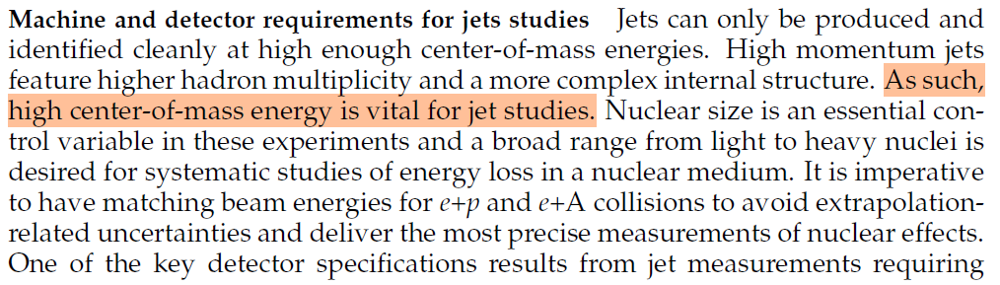 Machine and detector requirements for jets studies Jets can only be produced and
identified cleanly at high enough center-of-mass energies. High momentum jets
feature higher hadron multiplicity and a more complex internal structure. As such,
high center-of-mass energy is vital for jet studies. Nuclear size is an essential con-
trol variable in these experiments and a broad range from light to heavy nuclei is
desired for systematic studies of energy loss in a nuclear medium. It is imperative
to have matching beam energies for e+p and e+A collisions to avoid extrapolation-
related uncertainties and deliver the most precise measurements of nuclear effects.
One of the key detector specifications results from jet measurements requiring